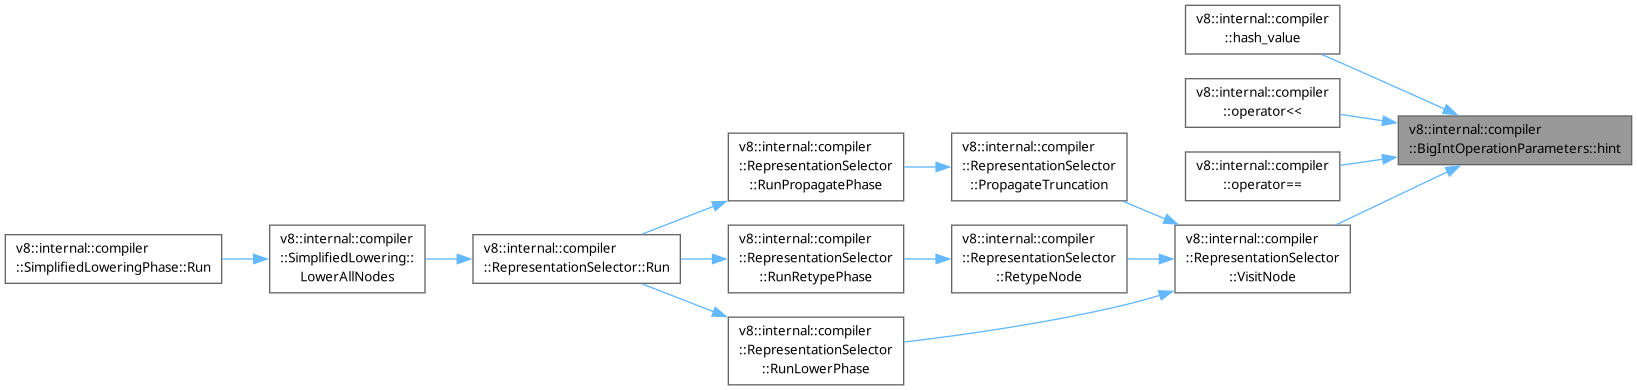 v8::internal::compiler
::hash_value
v8::internal::compiler
::operator<<
v8::internal::compiler
::BigIntOperationParameters::hint
v8::internal::compiler
::operator==
v8::internal::compiler
::RepresentationSelector
::RunPropagatePhase
v8::internal::compiler
::RepresentationSelector
::PropagateTruncation
v8::internal::compiler
::SimplifiedLoweringPhase::Run
v8::internal::compiler
::SimplifiedLowering::
LowerAllNodes
v8::internal::compiler
::RepresentationSelector::Run
v8::internal::compiler
::RepresentationSelector
::RunRetypePhase
v8::internal::compiler
::RepresentationSelector
::RetypeNode
v8::internal::compiler
::RepresentationSelector
::VisitNode
v8::internal::compiler
::RepresentationSelector
::RunLowerPhase